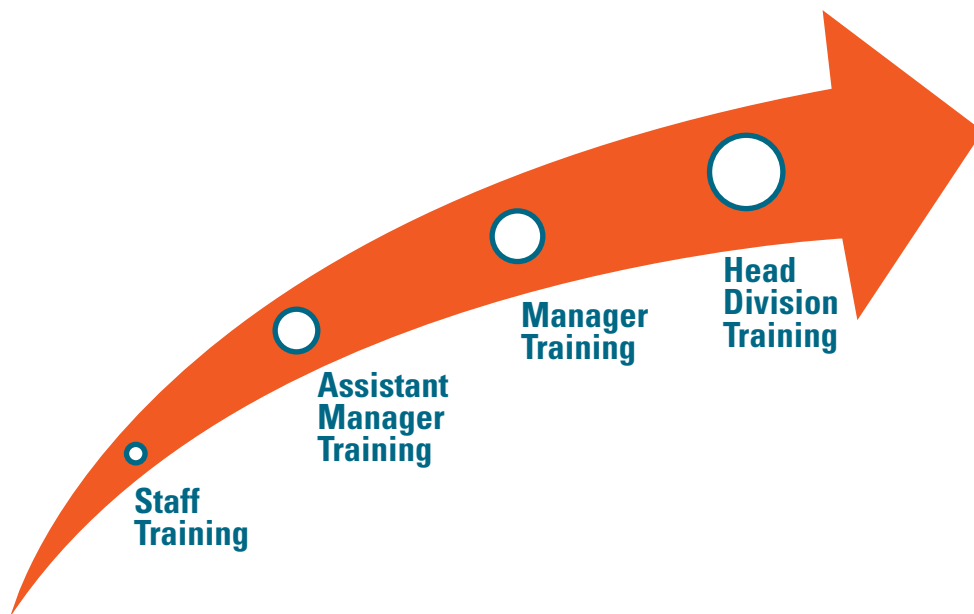 Staff
Training
Assistant
Manager
Training
Manager
Training
Head
Division
Training